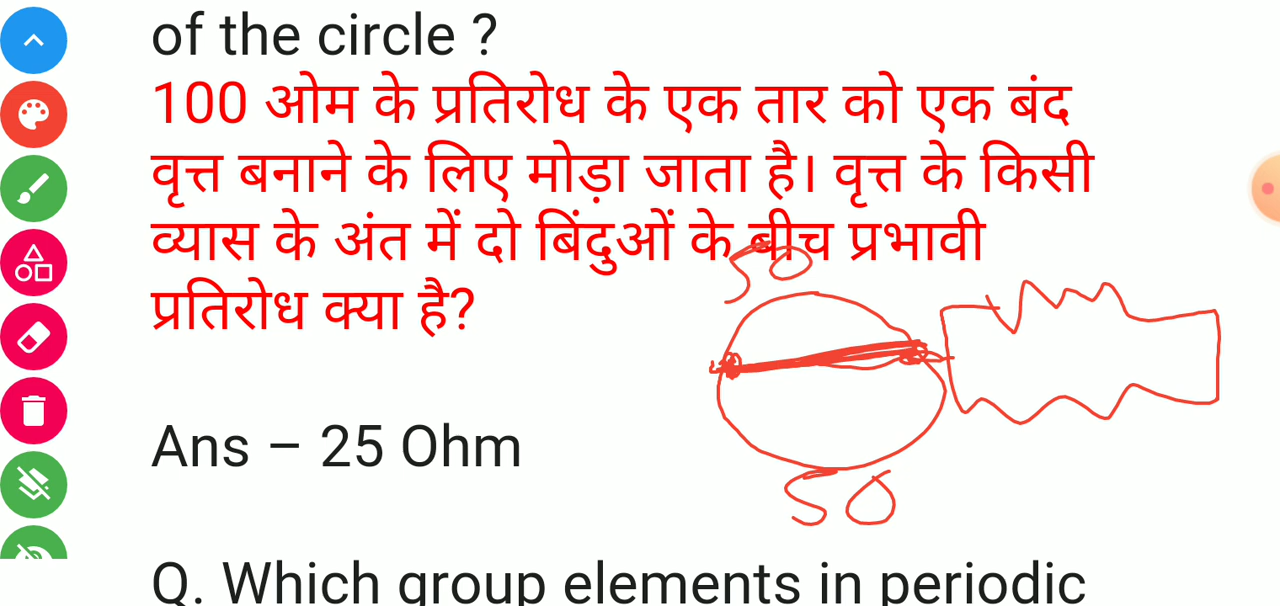 of the circle ?
100 ओम के प्रतिरोध के एक तार को एक बंद
वृत्त बनाने के लिए मोड़ा जाता है। वृत्त के किसी
व्यास के अंत में दो बिंदुओं के बीच प्रभावी
प्रतिरोध क्या है?
50
Ans – 25 Ohm
50
Q. Which group elements in periodic